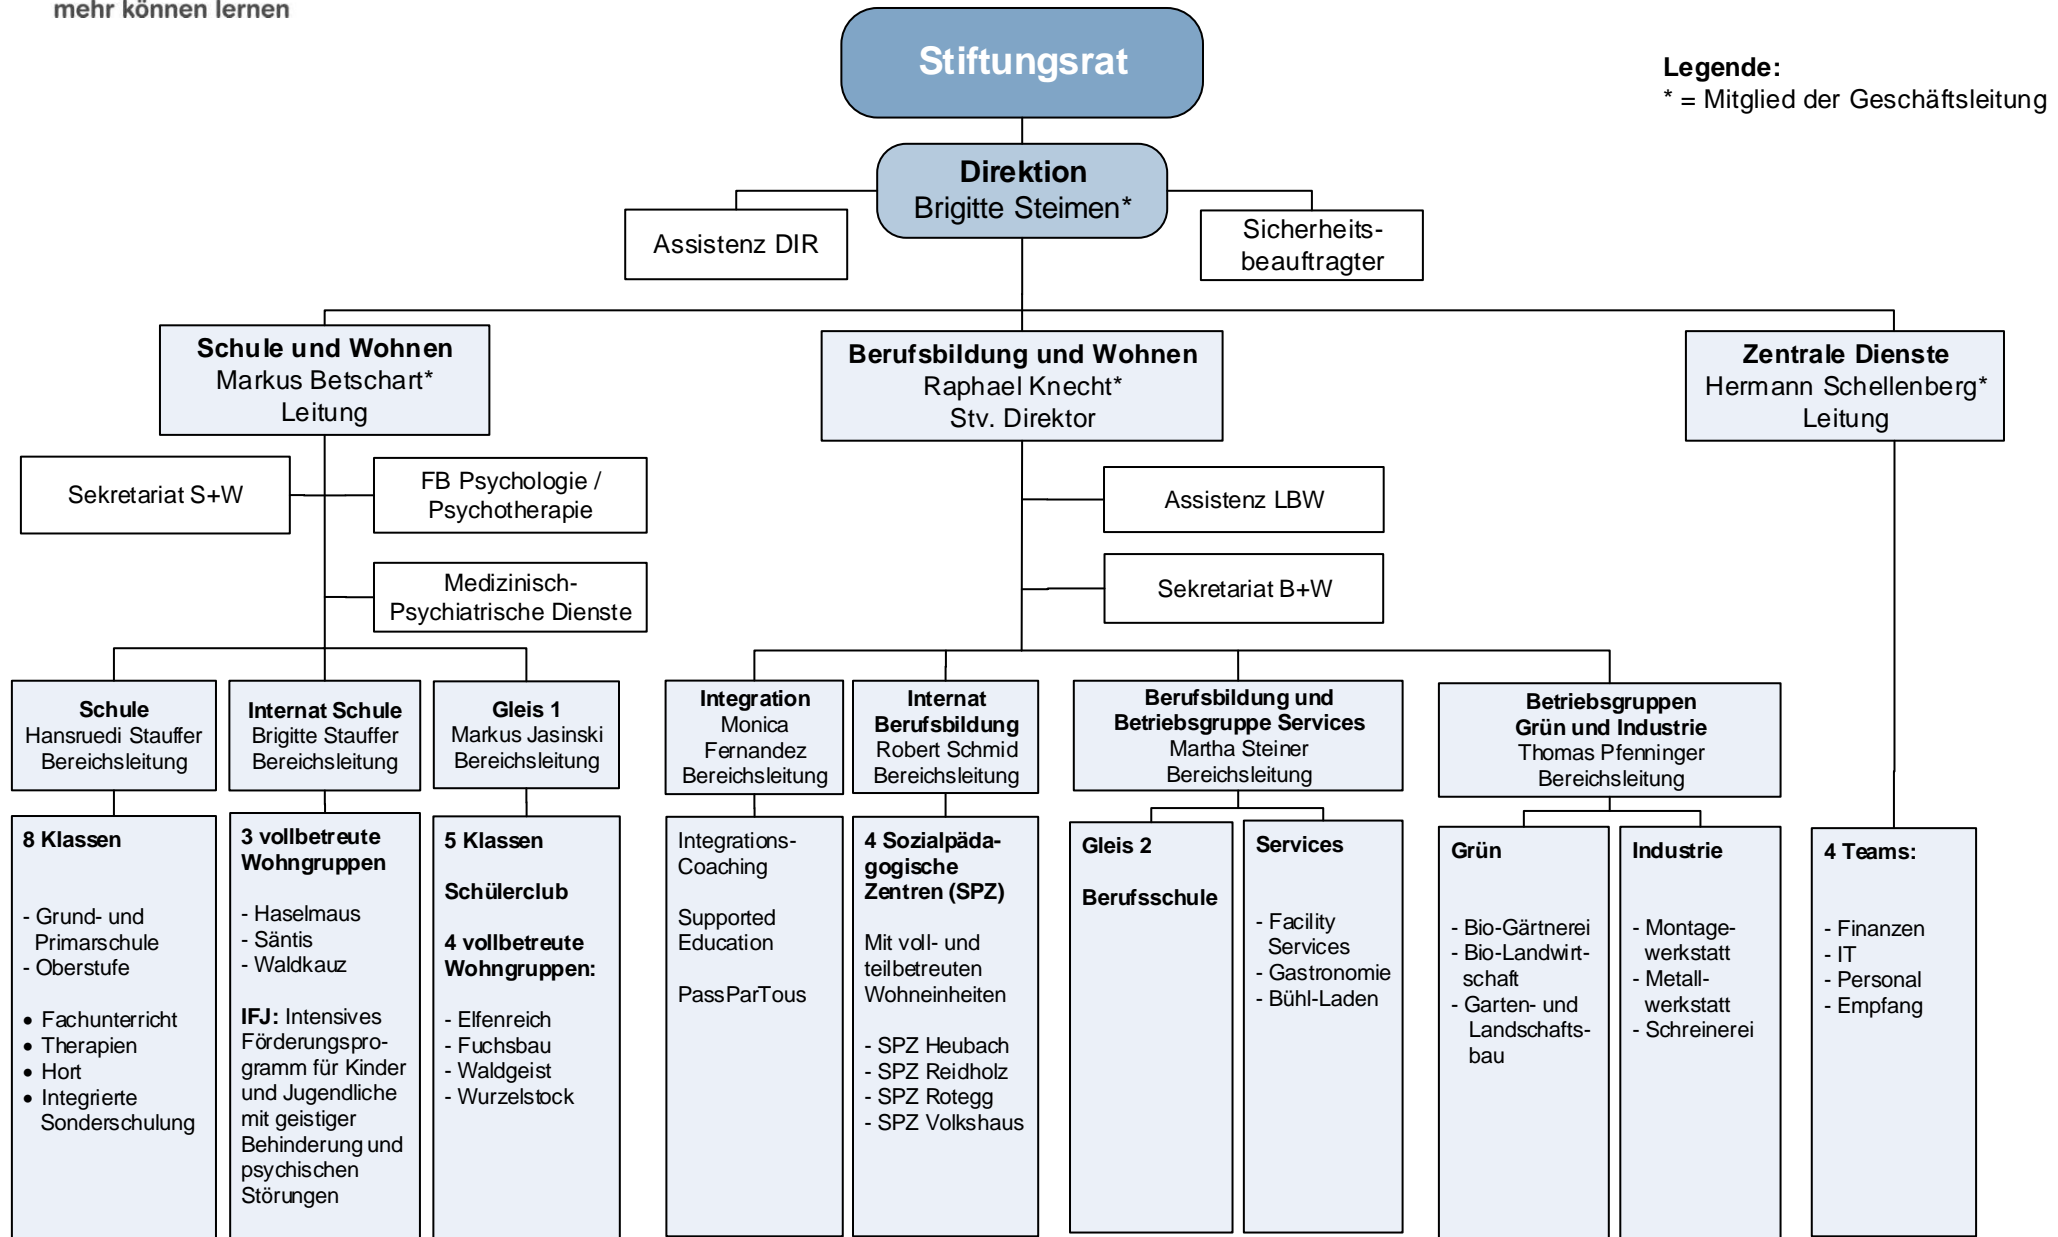 mehr können lernen
Stiftungsrat
Legende:
* = Mitglied der Geschäftsleitung
Direktion
Brigitte Steimen*
Assistenz DIR
Sicherheits-
beauftragter
Schule und Wohnen
Markus Betschart*
Leitung
Berufsbildung und Wohnen
Raphael Knecht*
Stv. Direktor
Zentrale Dienste
Hermann Schellenberg*
Leitung
Sekretariat S+W
FB Psychologie /
Psychotherapie
Medizinisch-
Psychiatrische Dienste
Assistenz LBW
Sekretariat B+W
Schule
Hansruedi Stauffer
Bereichsleitung
Internat Schule
Brigitte Stauffer
Bereichsleitung
Gleis 1
Markus Jasinski
Bereichsleitung
Integration
Monica
Fernandez
Bereichsleitung
Internat
Berufsbildung
Robert Schmid
Bereichsleitung
Berufsbildung und
Betriebsgruppe Services
Martha Steiner
Bereichsleitung
Betriebsgruppen
Grün und Industrie
Thomas Pfenninger
Bereichsleitung
8 Klassen
- Grund- und
Primarschule
- Oberstufe
• Fachunterricht
• Therapien
• Hort
• Integrierte
Sonderschulung
3 vollbetreute
Wohngruppen
- Haselmaus
- Säntis
- Waldkauz
IFJ: Intensives
Förderungspro-
gramm für Kinder
und Jugendliche
mit geistiger
Behinderung und
psychischen
Störungen
5 Klassen
Schülerclub
4 vollbetreute
Wohngruppen:
- Elfenreich
- Fuchsbau
- Waldgeist
- Wurzelstock
Integrations-
Coaching
Supported
Education
PassParTous
4 Sozialpäda-
gogische
Zentren (SPZ)
Mit voll- und
teilbetreuten
Wohneinheiten
- SPZ Heubach
- SPZ Reidholz
- SPZ Rotegg
- SPZ Volkshaus
Gleis 2
Berufsschule
Services
- Facility
Services
- Gastronomie
- Bühl-Laden
Grün
- Bio-Gärtnerei
- Bio-Landwirt-
schaft
- Garten- und
Landschafts-
bau
Industrie
- Montage-
werkstatt
- Metall-
werkstatt
- Schreinerei
4 Teams:
- Finanzen
- IT
- Personal
- Empfang